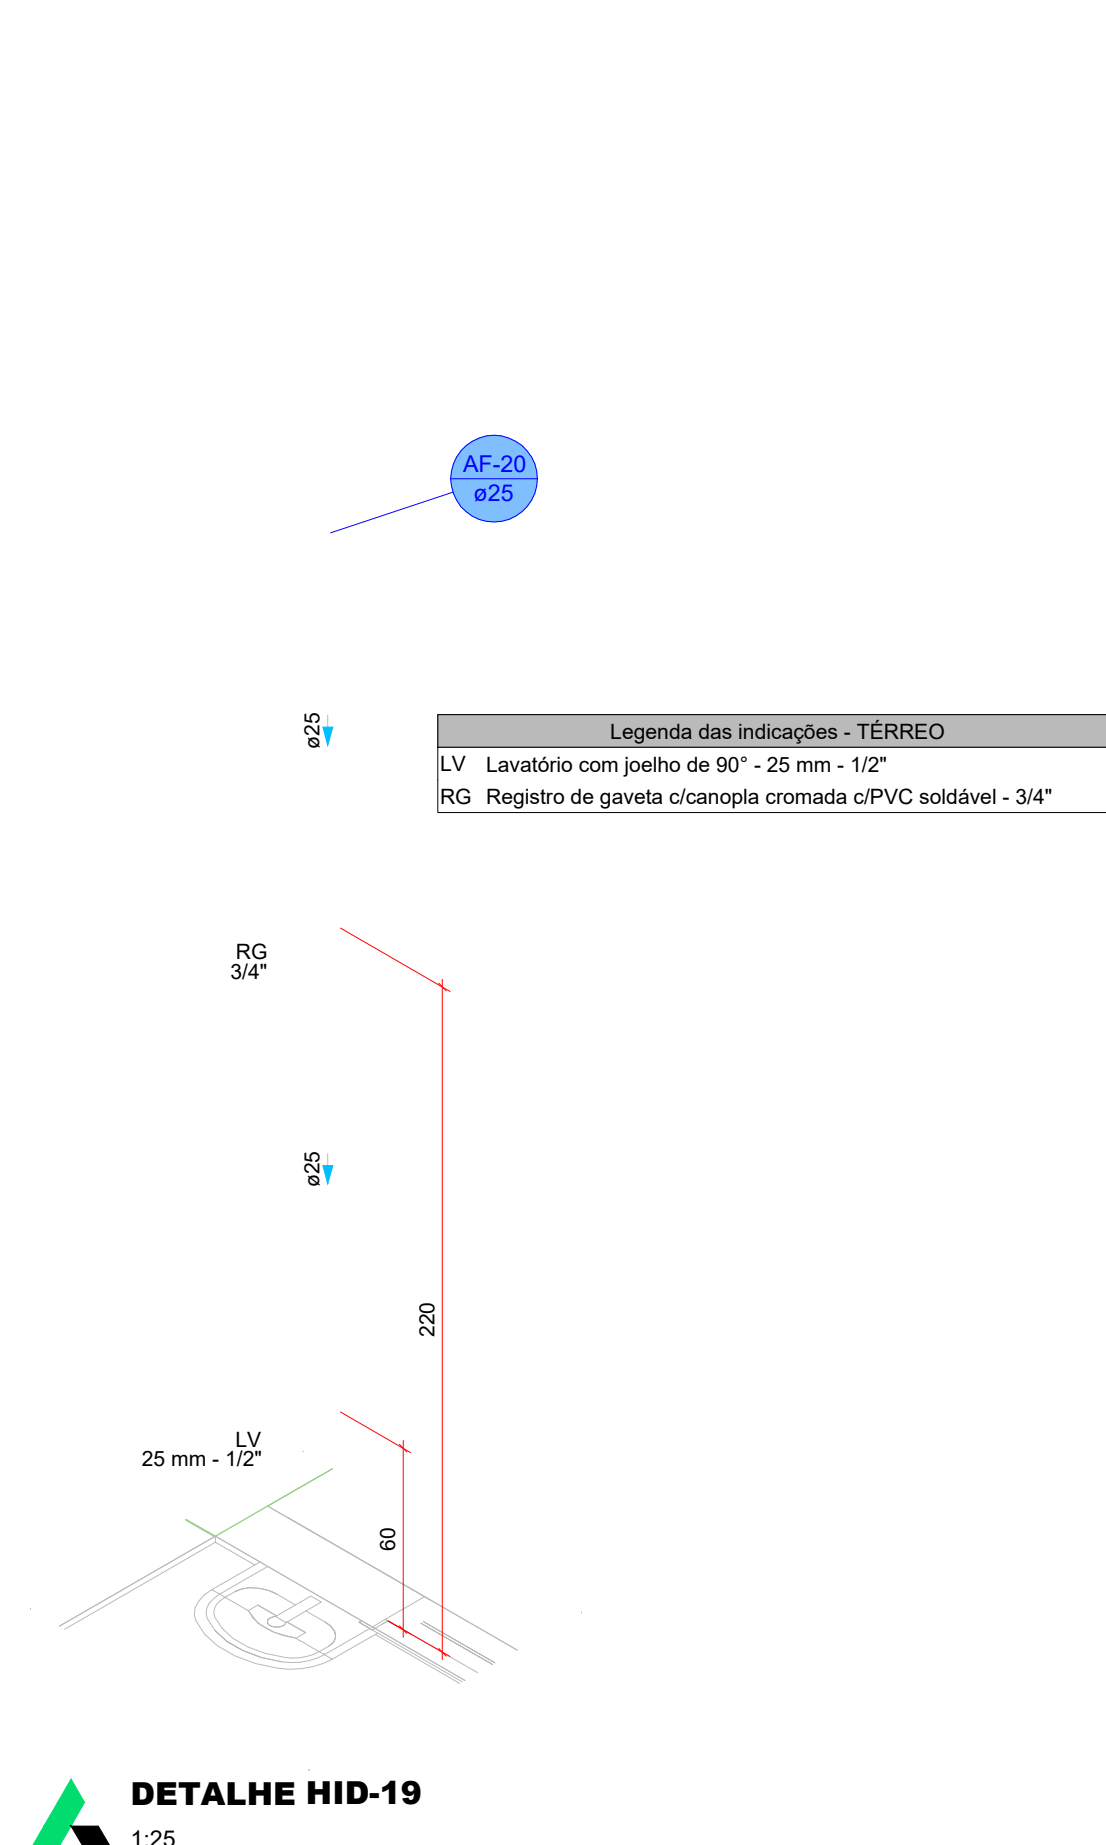 AF-20
ø25
ø25
Legenda das indicações - TÉRREO
LV Lavatório com joelho de 90° - 25 mm - 1/2"
RG Registro de gaveta c/canopla cromada c/PVC soldável - 3/4"
RG
3/4"
ø25
220
LV
25 mm - 1/2"
60
DETALHE HID-19
1:25